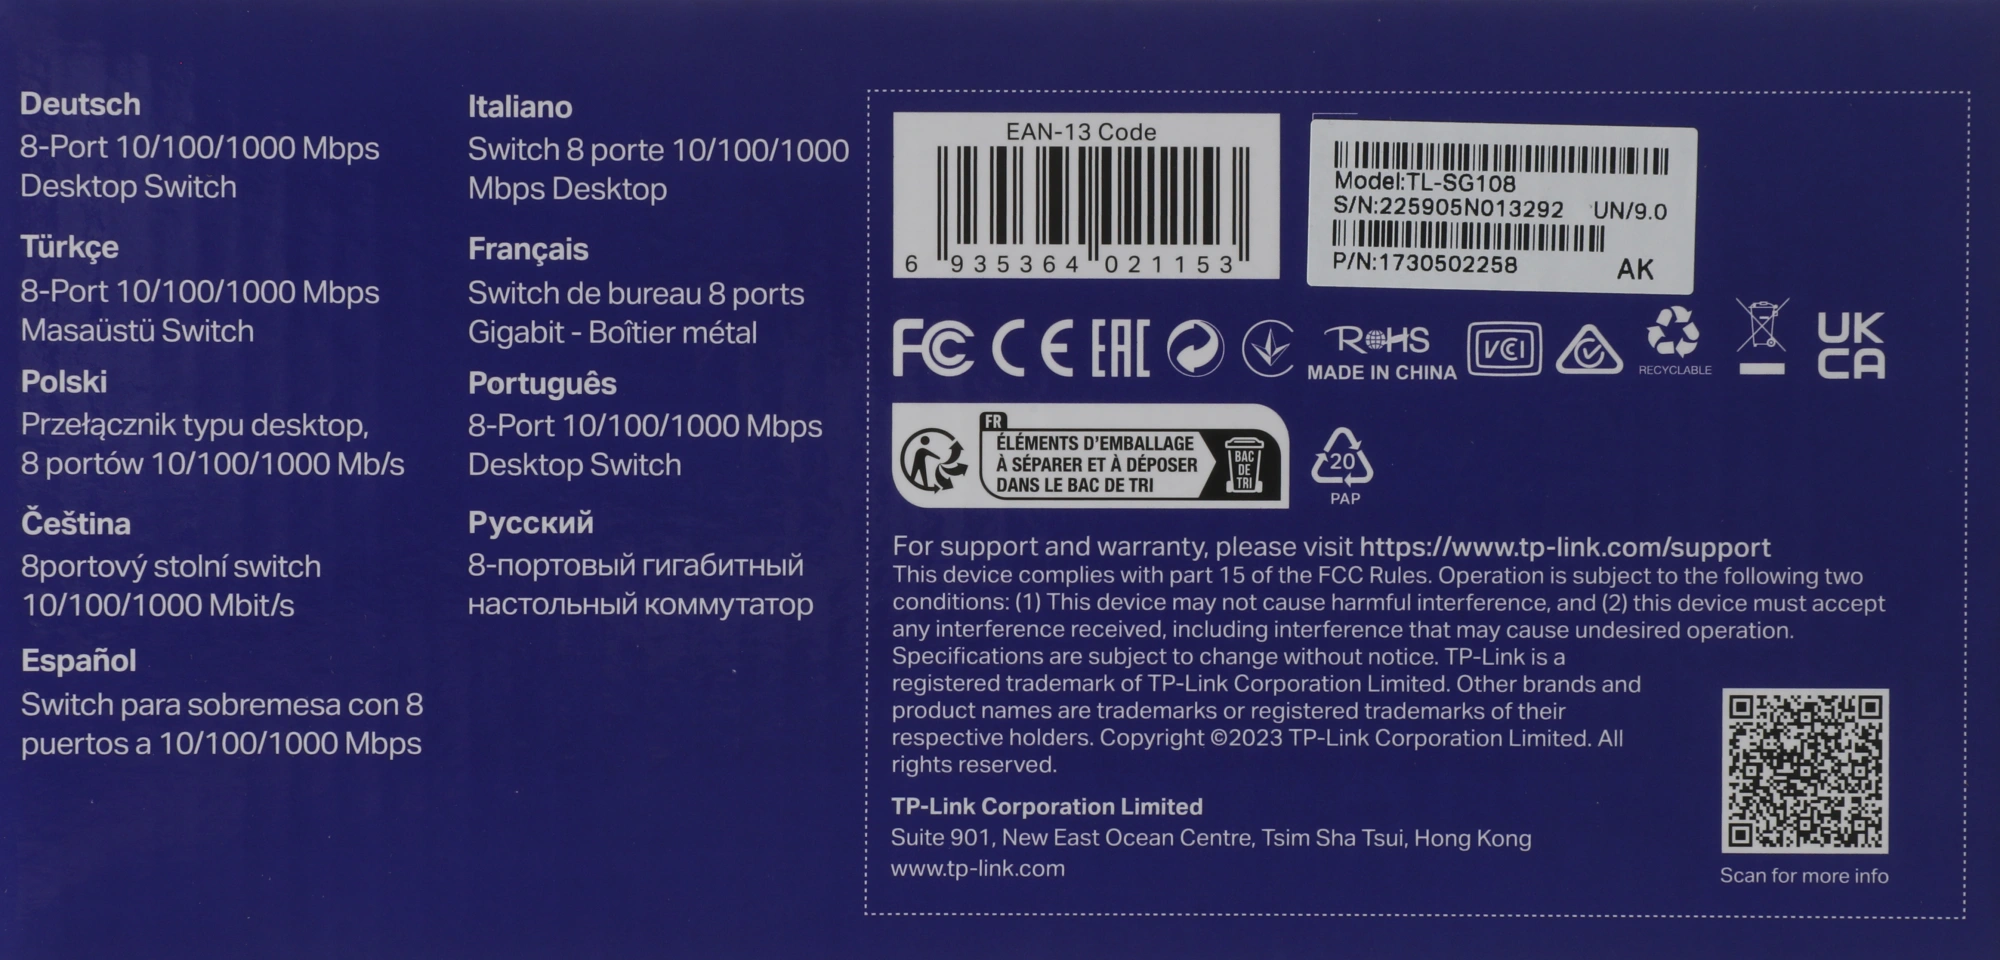 Deutsch
8-Port 10/100/1000 Mbps
Desktop Switch
Türkçe
8-Port 10/100/1000 Mbps
Masaüstü Switch
Polski
Przełącznik typu desktop,
8 portów 10/100/1000 Mb/s
Čeština
8portový stolní switch
10/100/1000 Mbit/s
Español
Switch para sobremesa con 8
puertos a 10/100/1000 Mbps
Italiano
Switch 8 porte 10/100/1000
Mbps Desktop
Français
Switch de bureau 8 ports
Gigabit - Boîtier métal
Português
8-Port 10/100/1000 Mbps
Desktop Switch
Русский
8-портовый гигабитный
настольный коммутатор
EAN-13 Code
6 935364 021153
Model:TL-SG108
S/N:225905N013292 UN/9.0
P/N:1730502258 AK
FC CE EAC RoHS VCCI UK
MADE IN CHINA RECYCLABLE CA
FR
ÉLÉMENTS D'EMBALLAGE
À SÉPARER ET À DÉPOSER
DANS LE BAC DE TRI
BAC
DE
TRI
20
PAP
For support and warranty, please visit https://www.tp-link.com/support
This device complies with part 15 of the FCC Rules. Operation is subject to the following two
conditions: (1) This device may not cause harmful interference, and (2) this device must accept
any interference received, including interference that may cause undesired operation.
Specifications are subject to change without notice. TP-Link is a
registered trademark of TP-Link Corporation Limited. Other brands and
product names are trademarks or registered trademarks of their
respective holders. Copyright ©2023 TP-Link Corporation Limited. All
rights reserved.
TP-Link Corporation Limited
Suite 901, New East Ocean Centre, Tsim Sha Tsui, Hong Kong
www.tp-link.com
Scan for more info